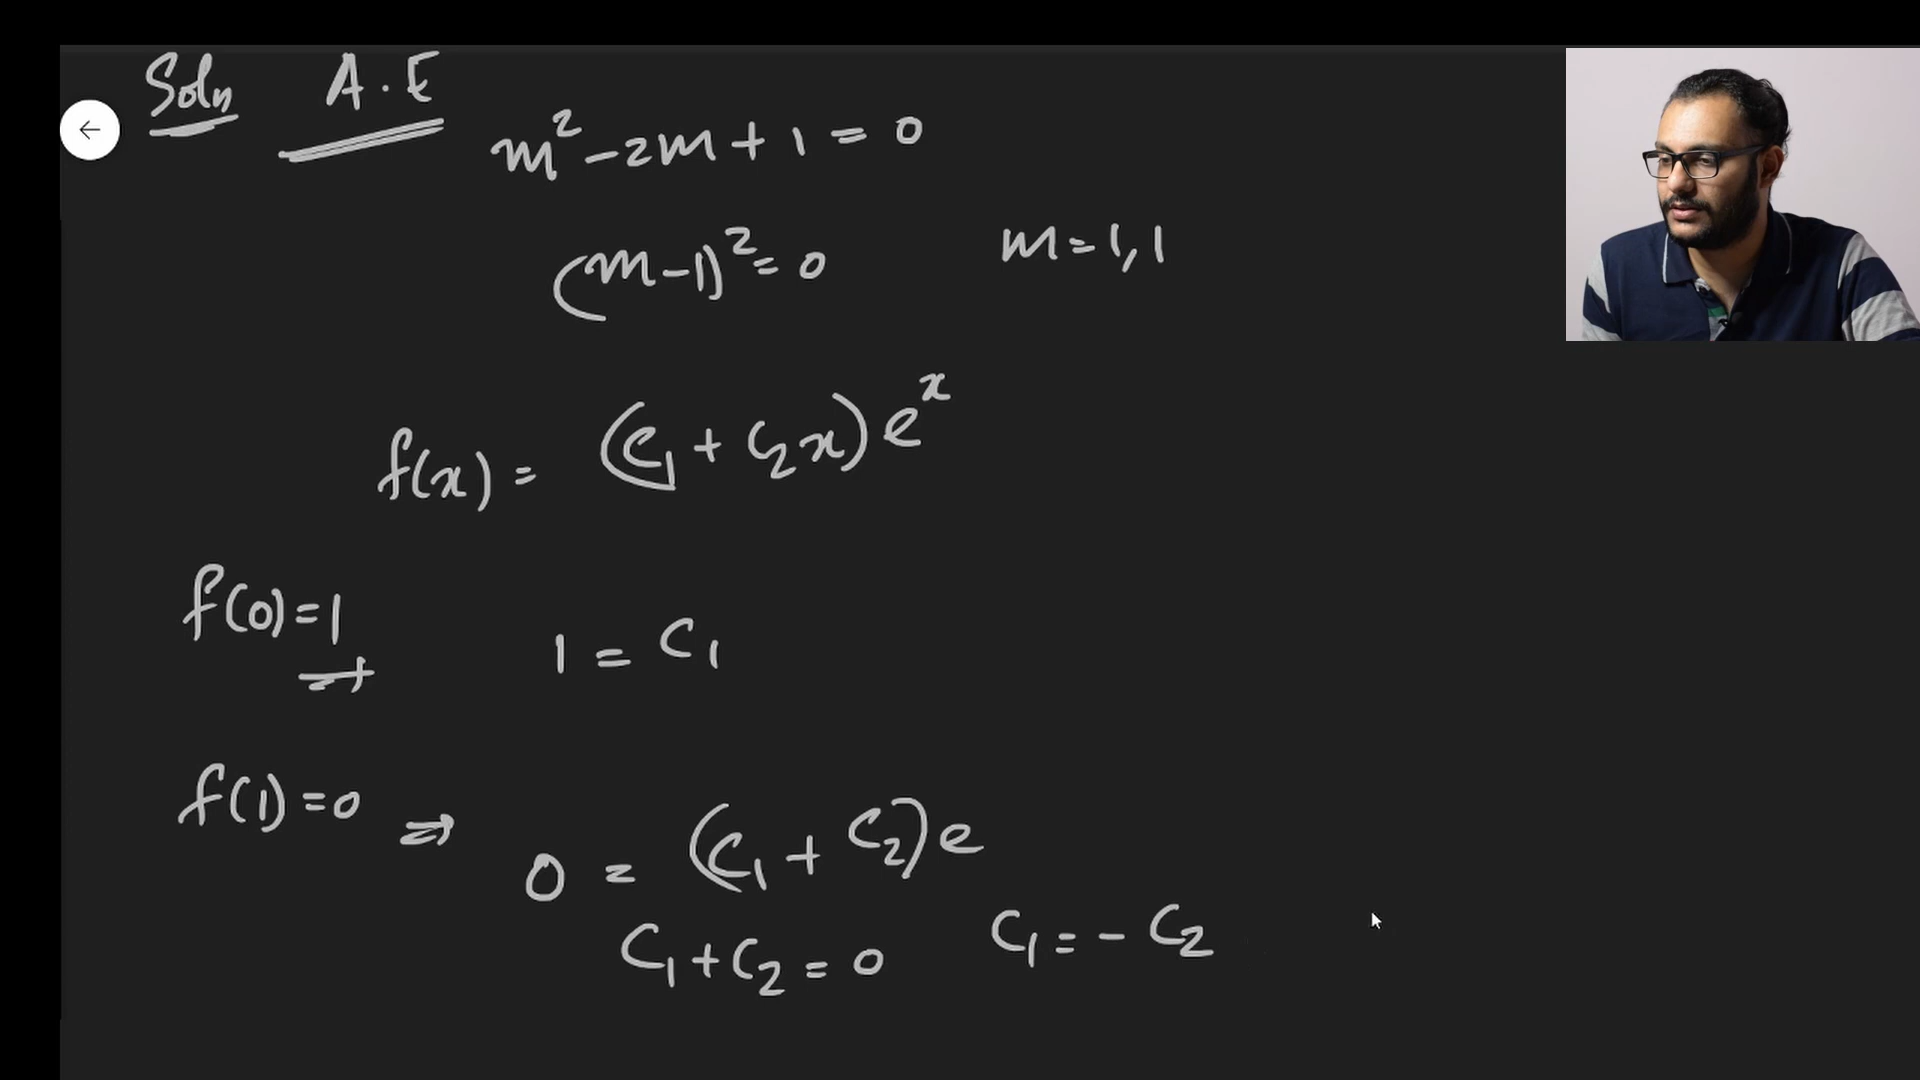 Soln A.E
m² - 2m + 1 = 0
(m-1)² = 0 m = 1, 1
f(x) = (C₁ + C₂x)eˣ
f(0) = 1
⇒ 1 = C₁
f(1) = 0 ⇒ 0 = (C₁ + C₂)e
C₁ + C₂ = 0 C₁ = - C₂